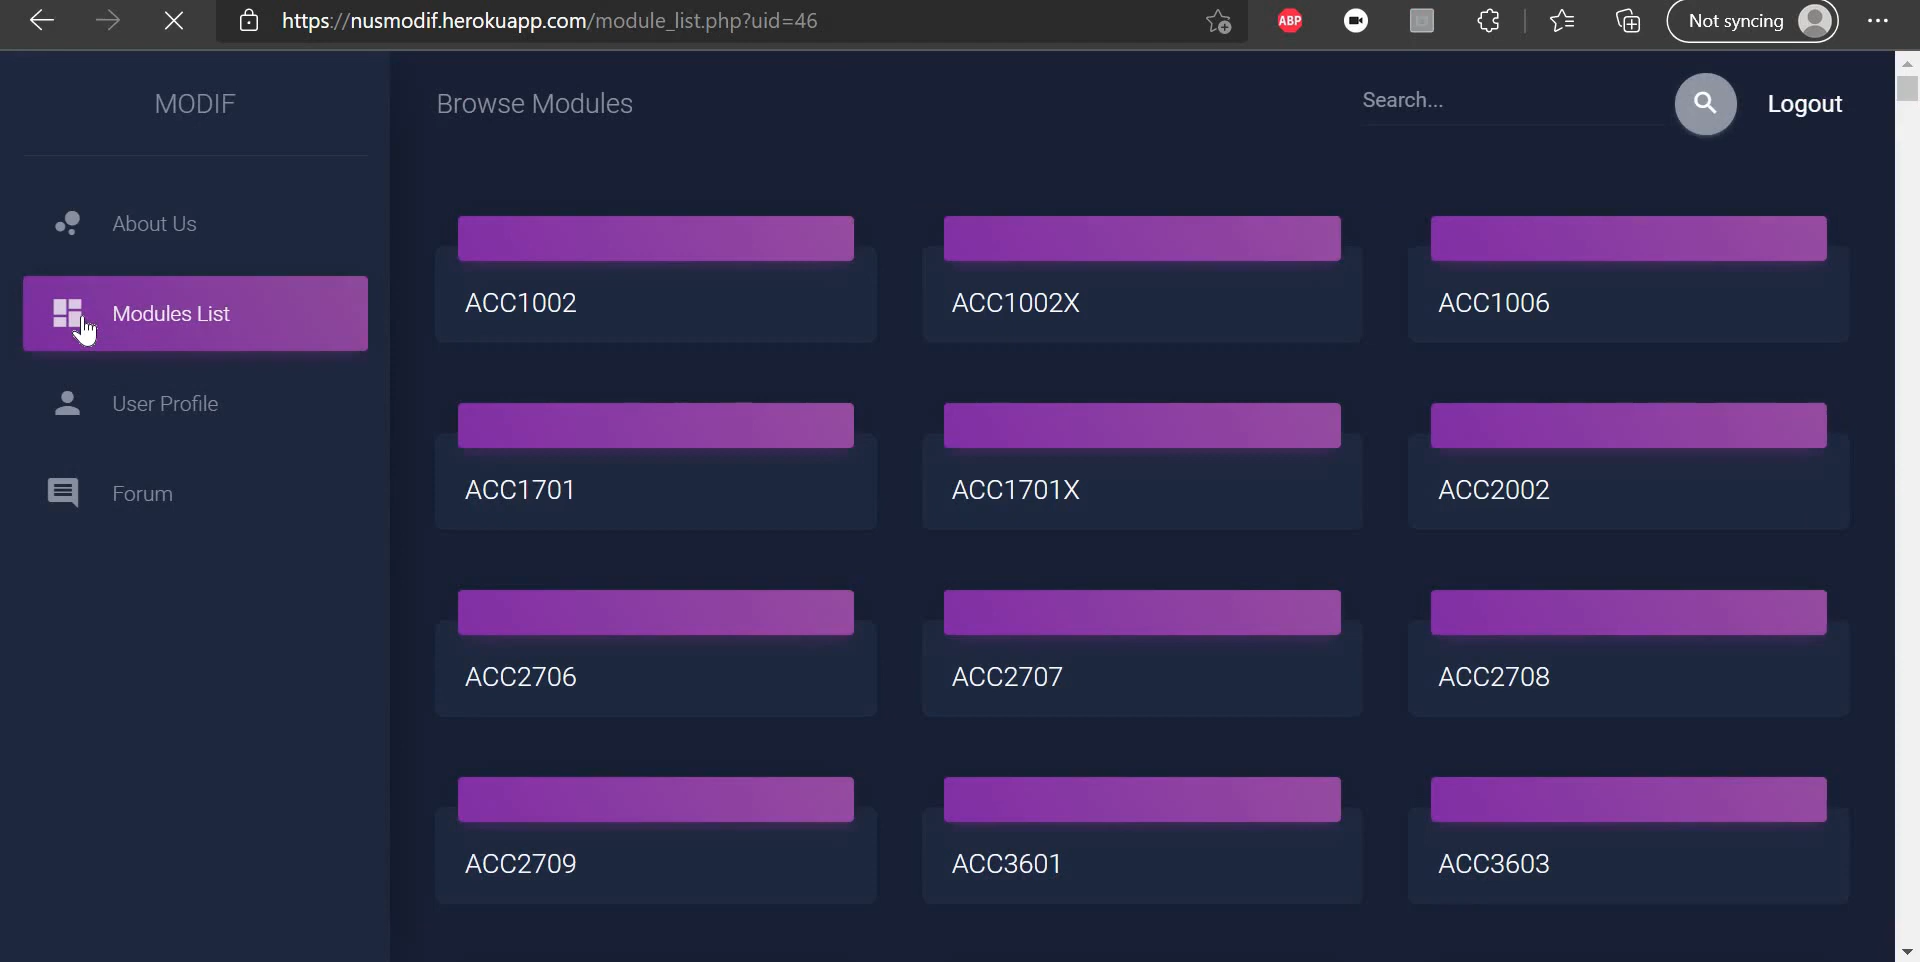 https://nusmodif.herokuapp.com/module_list.php?uid=46
ABP
Not syncing
MODIF
Browse Modules
Search...
Logout
About Us
Modules List
User Profile
Forum
ACC1002
ACC1002X
ACC1006
ACC1701
ACC1701X
ACC2002
ACC2706
ACC2707
ACC2708
ACC2709
ACC3601
ACC3603